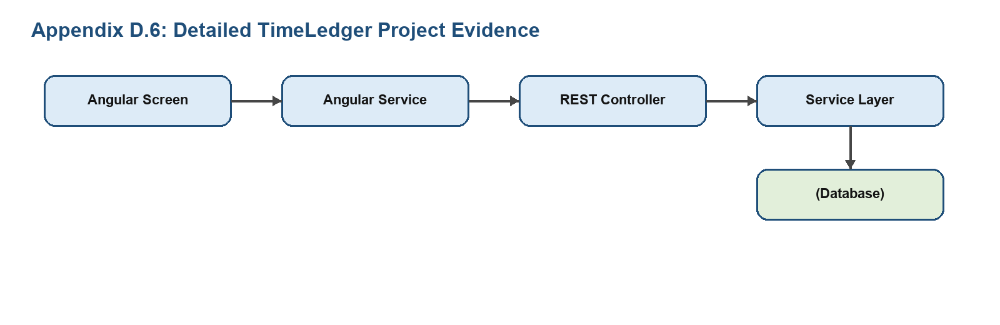 Appendix D.6: Detailed TimeLedger Project Evidence
Angular Screen
Angular Service
REST Controller
Service Layer
(Database)